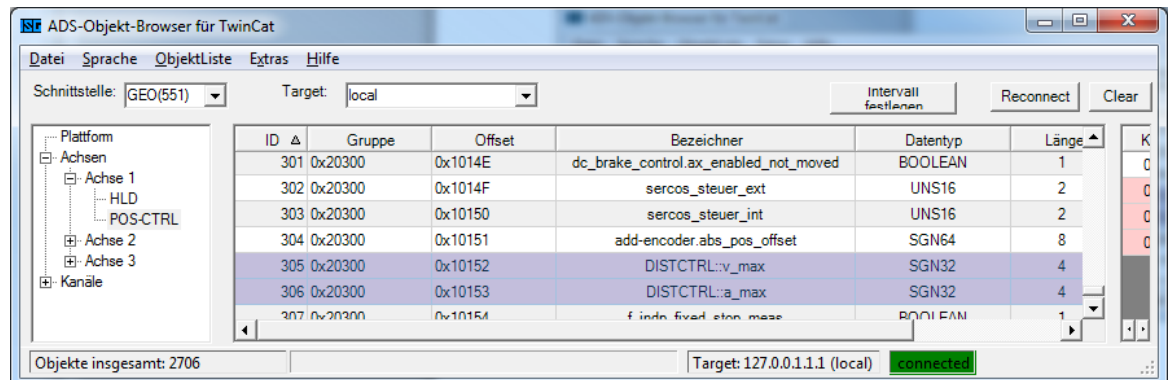 ADS-Objekt-Browser für TwinCat
Datei Sprache ObjektListe Extras Hilfe
Schnittstelle: GEO(551) Target: local Intervall festlegen Reconnect Clear
Plattform
Achsen
Achse 1
HLD
POS-CTRL
Achse 2
Achse 3
Kanäle
ID Gruppe Offset Bezeichner Datentyp Länge K
301 0x20300 0x1014E dc_brake_control.ax_enabled_not_moved BOOLEAN 1
302 0x20300 0x1014F sercos_steuer_ext UNS16 2
303 0x20300 0x10150 sercos_steuer_int UNS16 2
304 0x20300 0x10151 add-encoder.abs_pos_offset SGN64 8
305 0x20300 0x10152 DISTCTRL::v_max SGN32 4
306 0x20300 0x10153 DISTCTRL::a_max SGN32 4
307 0x20300 0x10154 f_indp_fixed_stop_meas BOOLEAN 1
Objekte insgesamt: 2706 Target: 127.0.0.1.1.1 (local) connected